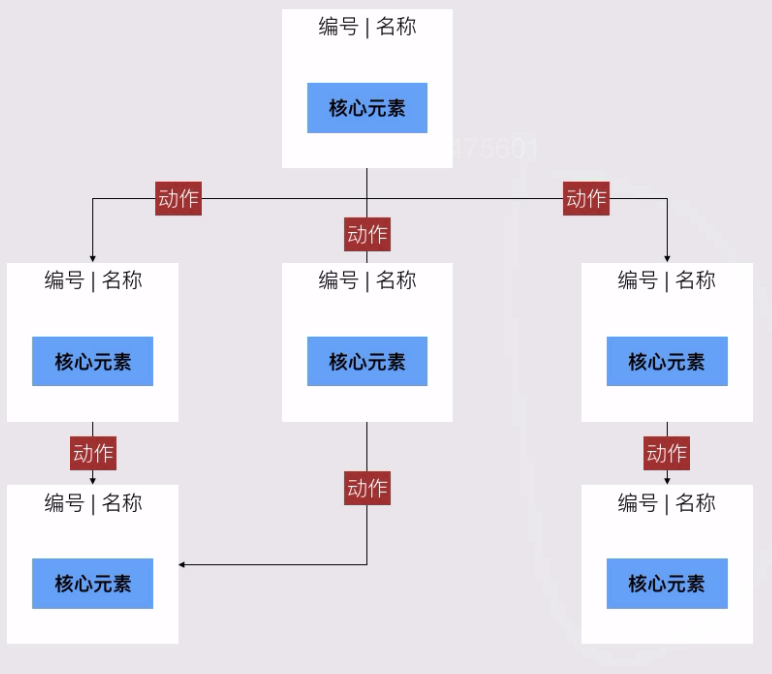 编号 | 名称
核心元素
动作
动作
动作
编号 | 名称
编号 | 名称
编号 | 名称
核心元素
核心元素
核心元素
动作
动作
动作
编号 | 名称
编号 | 名称
核心元素
核心元素